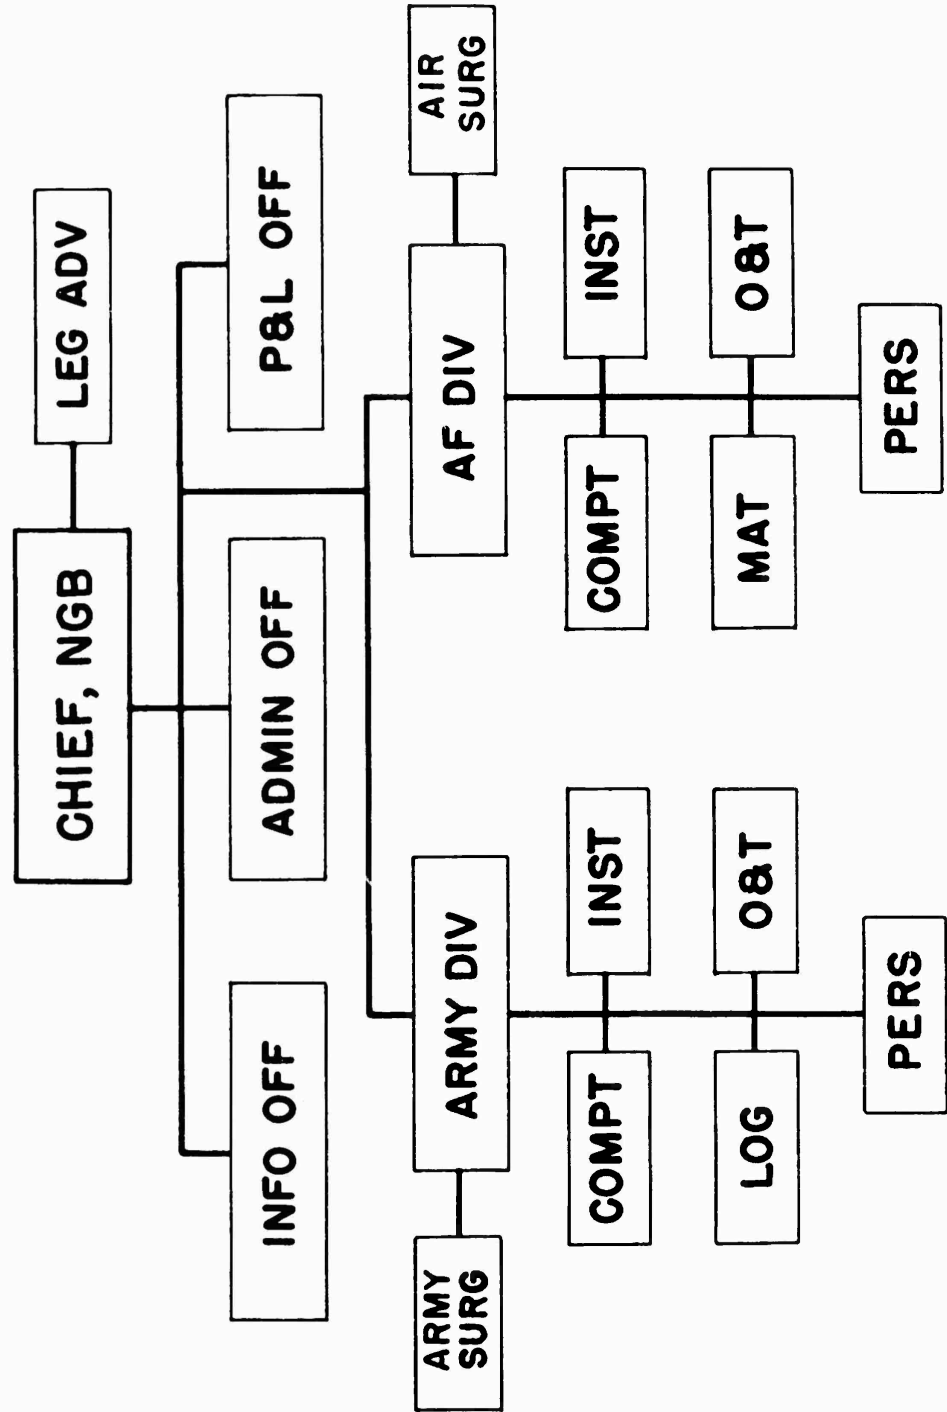 CHIEF, NGB
LEG ADV
INFO OFF
ADMIN OFF
P&L OFF
ARMY
SURG
ARMY DIV
AF DIV
AIR
SURG
COMPT
INST
COMPT
INST
LOG
O&T
MAT
O&T
PERS
PERS